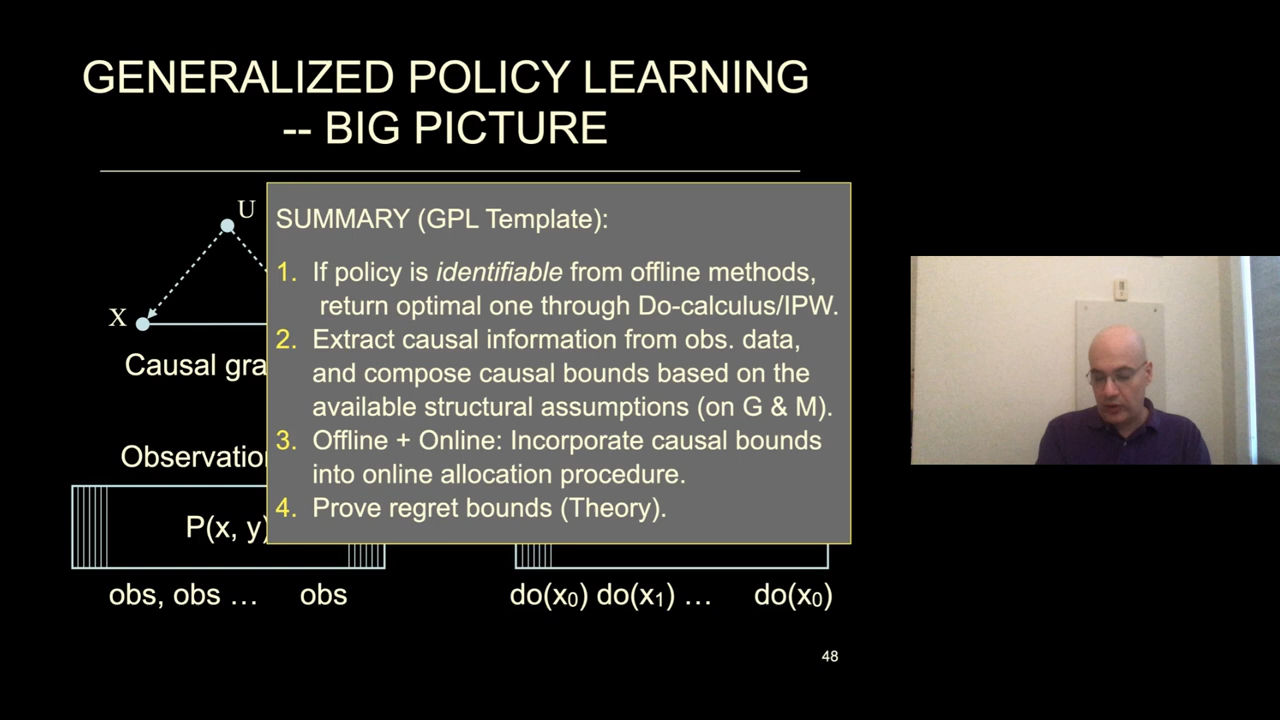 GENERALIZED POLICY LEARNING
-- BIG PICTURE
U
X
Causal gra
Observation
P(x, y)
obs, obs … obs
SUMMARY (GPL Template):
1. If policy is identifiable from offline methods,
return optimal one through Do-calculus/IPW.
2. Extract causal information from obs. data,
and compose causal bounds based on the
available structural assumptions (on G & M).
3. Offline + Online: Incorporate causal bounds
into online allocation procedure.
4. Prove regret bounds (Theory).
do(x₀) do(x₁) … do(x₀)
48